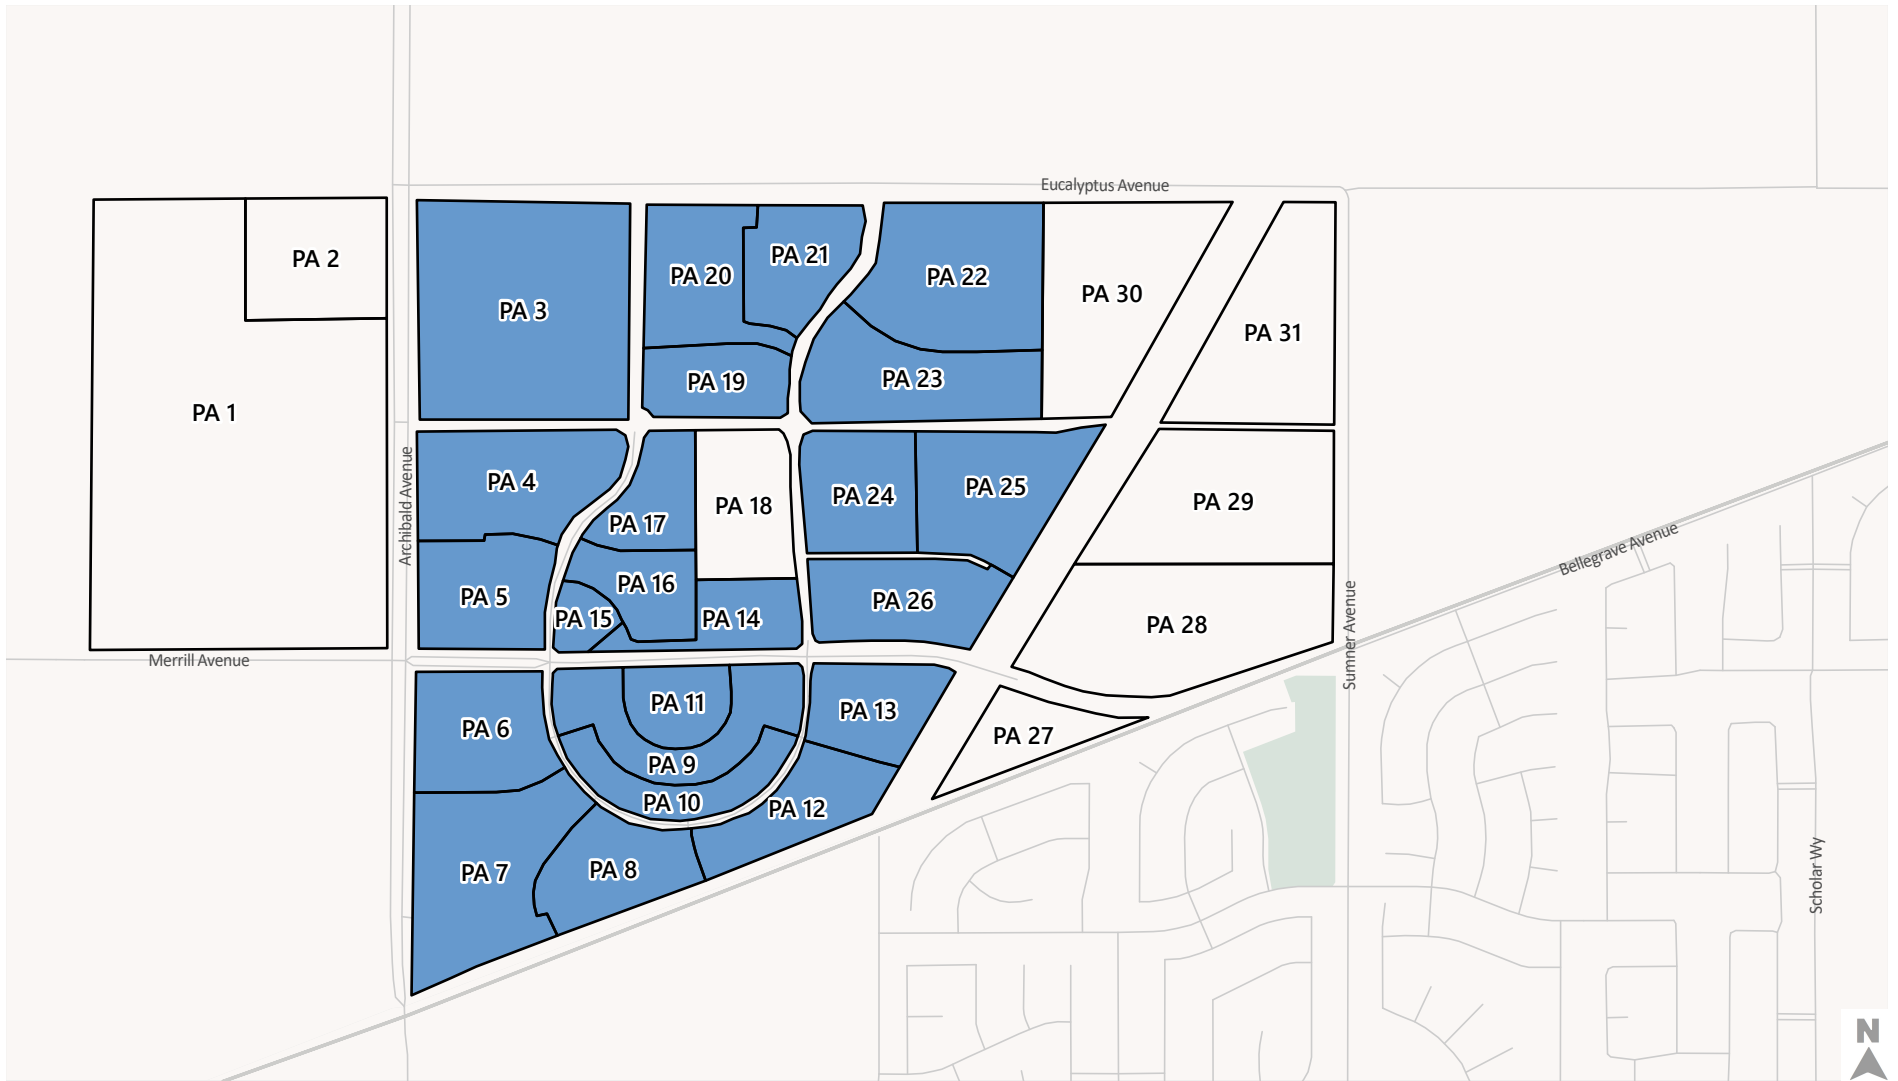 Eucalyptus Avenue
PA 2
PA 21
PA 20
PA 22
PA 30
PA 3
PA 31
PA 19
PA 23
PA 1
PA 4
PA 25
PA 24
PA 29
PA 18
PA 17
Archibald Avenue
Bellegrave Avenue
PA 16
PA 5
PA 26
PA 15
PA 14
PA 28
Sumner Avenue
Merrill Avenue
PA 11
PA 13
PA 6
PA 27
PA 9
PA 10
PA 12
PA 8
PA 7
Scholar Wy
N